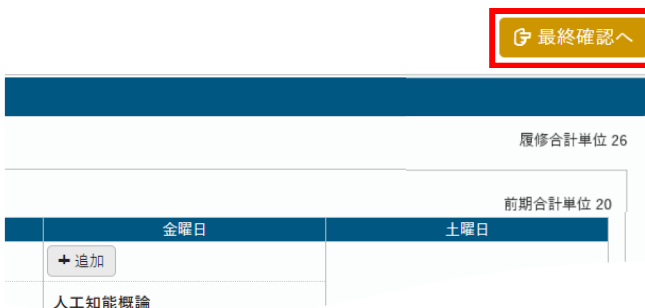 最終確認へ
履修合計単位 26
前期合計単位 20
金曜日 土曜日
+ 追加
人工知能概論